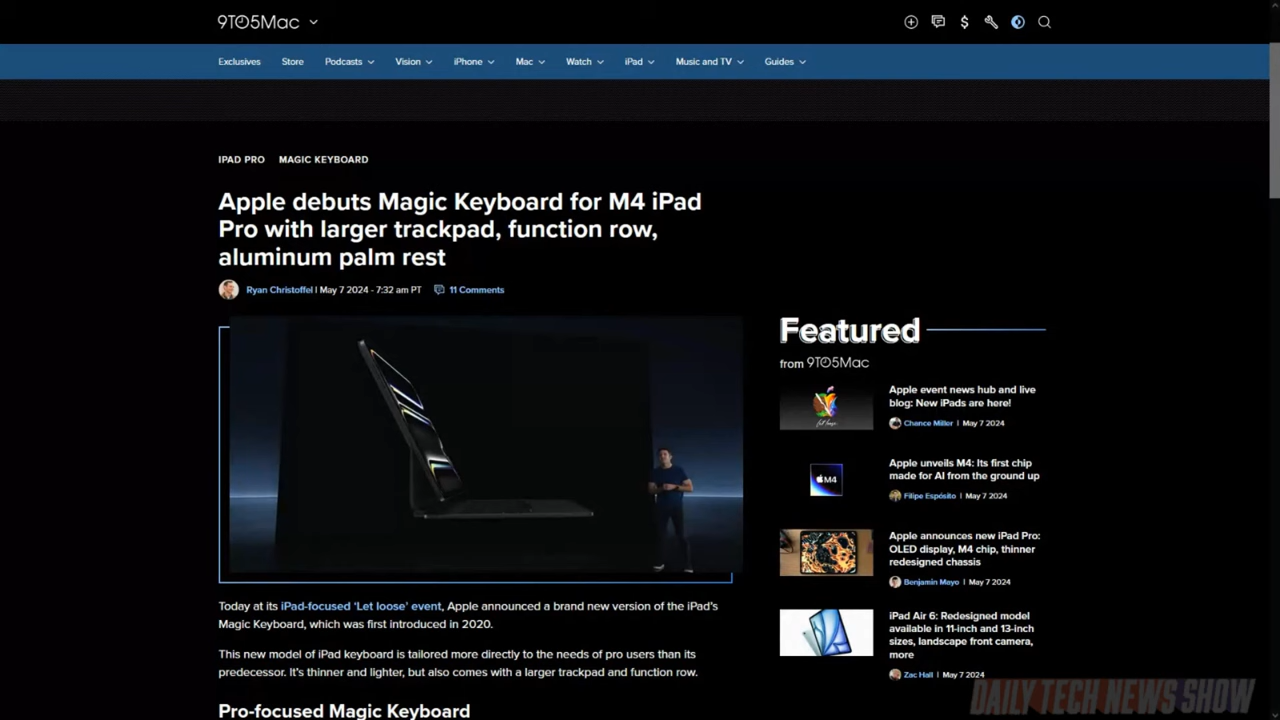 9TO5Mac
Exclusives Store Podcasts Vision iPhone Mac Watch iPad Music and TV Guides
IPAD PRO MAGIC KEYBOARD
Apple debuts Magic Keyboard for M4 iPad
Pro with larger trackpad, function row,
aluminum palm rest
Ryan Christoffel | May 7 2024 - 7:32 am PT 11 Comments
Today at its iPad-focused ‘Let loose’ event, Apple announced a brand new version of the iPad’s
Magic Keyboard, which was first introduced in 2020.
This new model of iPad keyboard is tailored more directly to the needs of pro users than its
predecessor. It’s thinner and lighter, but also comes with a larger trackpad and function row.
Pro-focused Magic Keyboard
Featured
from 9TO5Mac
let loose
Apple event news hub and live
blog: New iPads are here!
Chance Miller | May 7 2024
M4
Apple unveils M4: Its first chip
made for AI from the ground up
Filipe Espósito | May 7 2024
Apple announces new iPad Pro:
OLED display, M4 chip, thinner
redesigned chassis
Benjamin Mayo | May 7 2024
iPad Air 6: Redesigned model
available in 11-inch and 13-inch
sizes, landscape front camera,
more
Zac Hall | May 7 2024
DAILY TECH NEWS SHOW